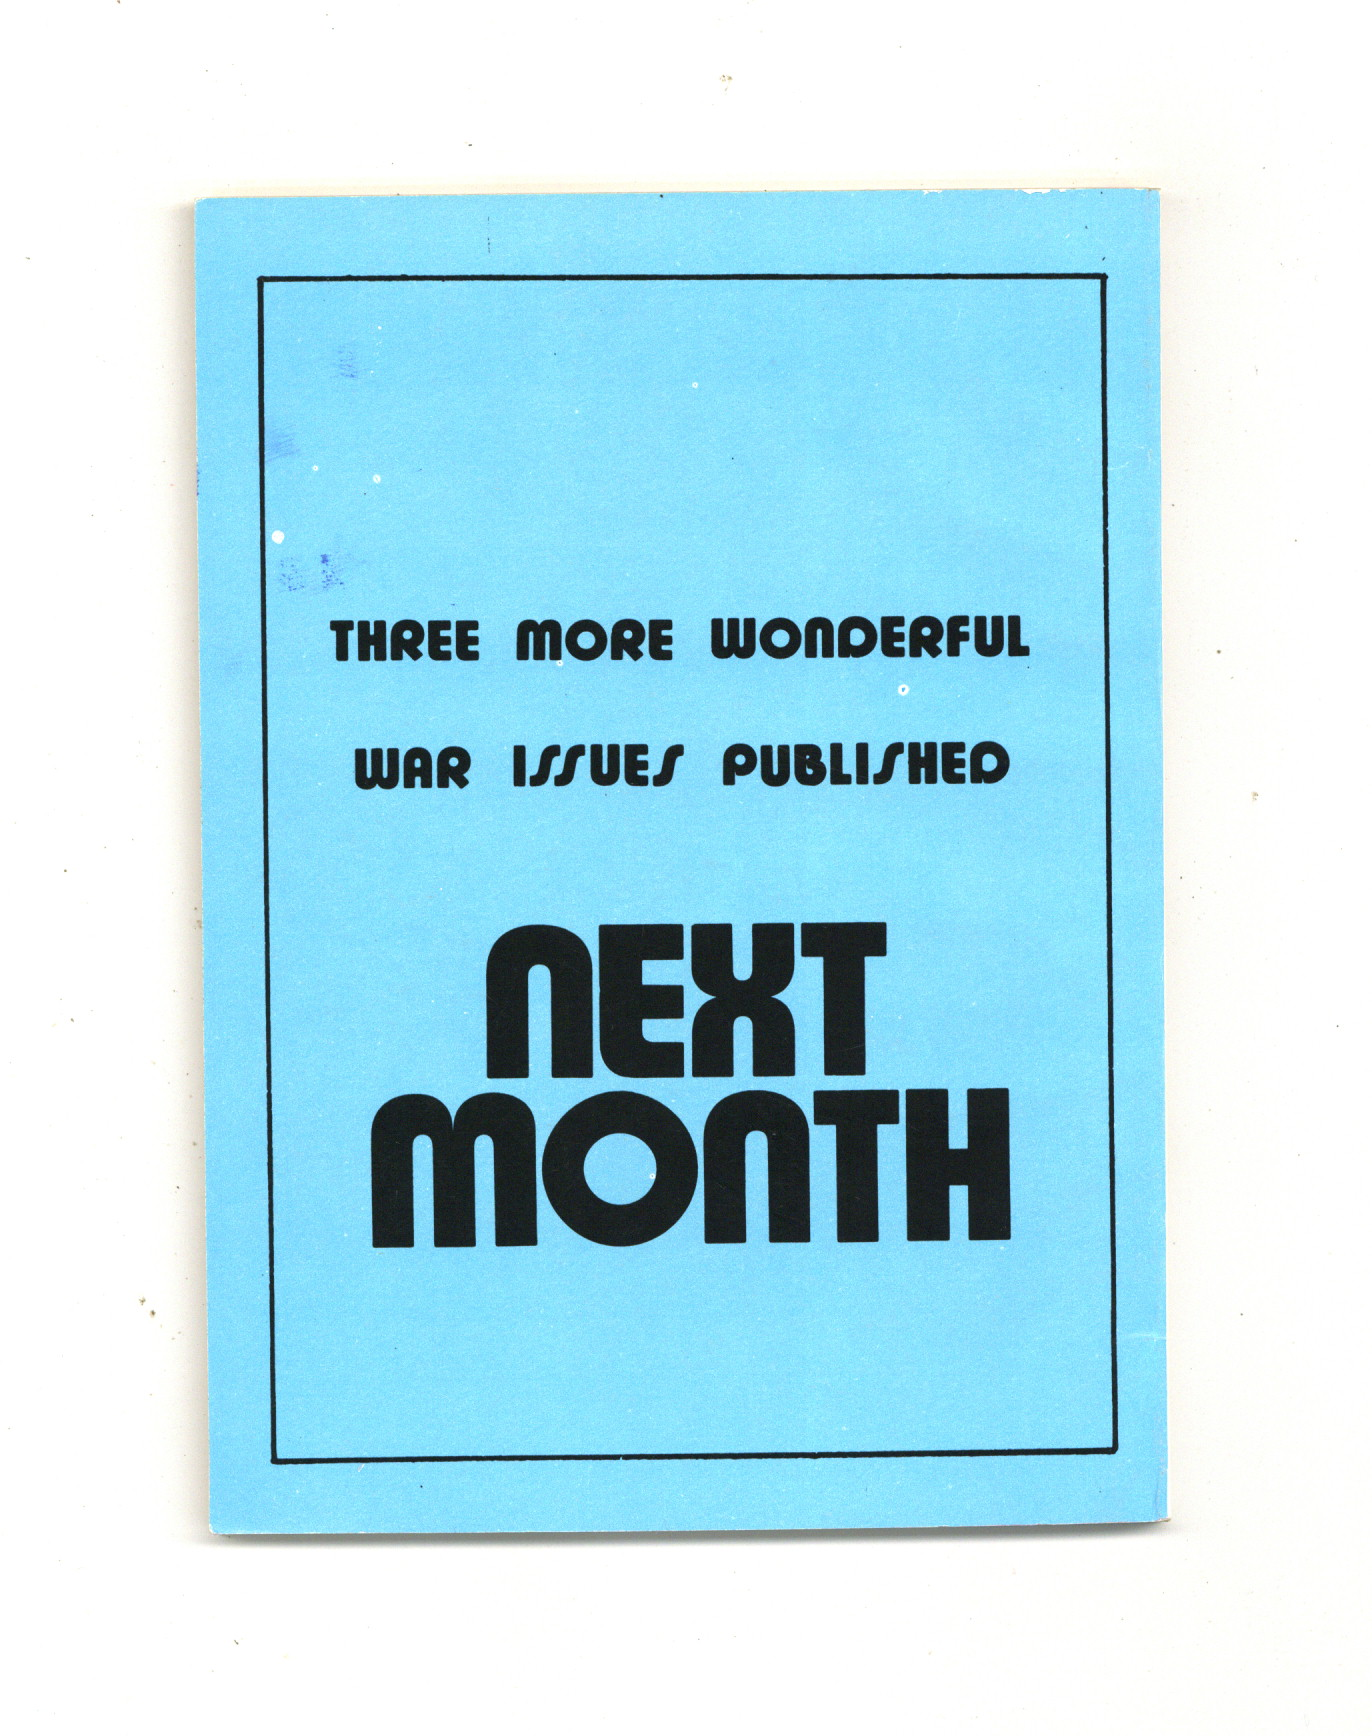 THREE MORE WONDERFUL
WAR ISSUES PUBLISHED
NEXT
MONTH